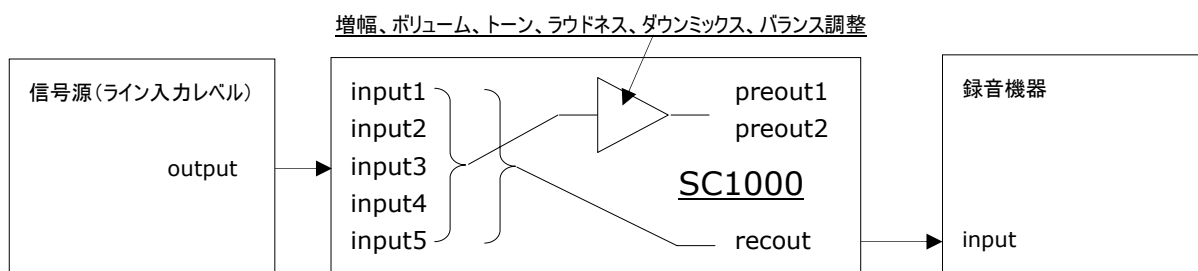 増幅、ボリューム、トーン、ラウドネス、ダウンミックス、バランス調整
信号源(ライン入力レベル)
output
input1
input2
input3
input4
input5
preout1
preout2
SC1000
recout
録音機器
input